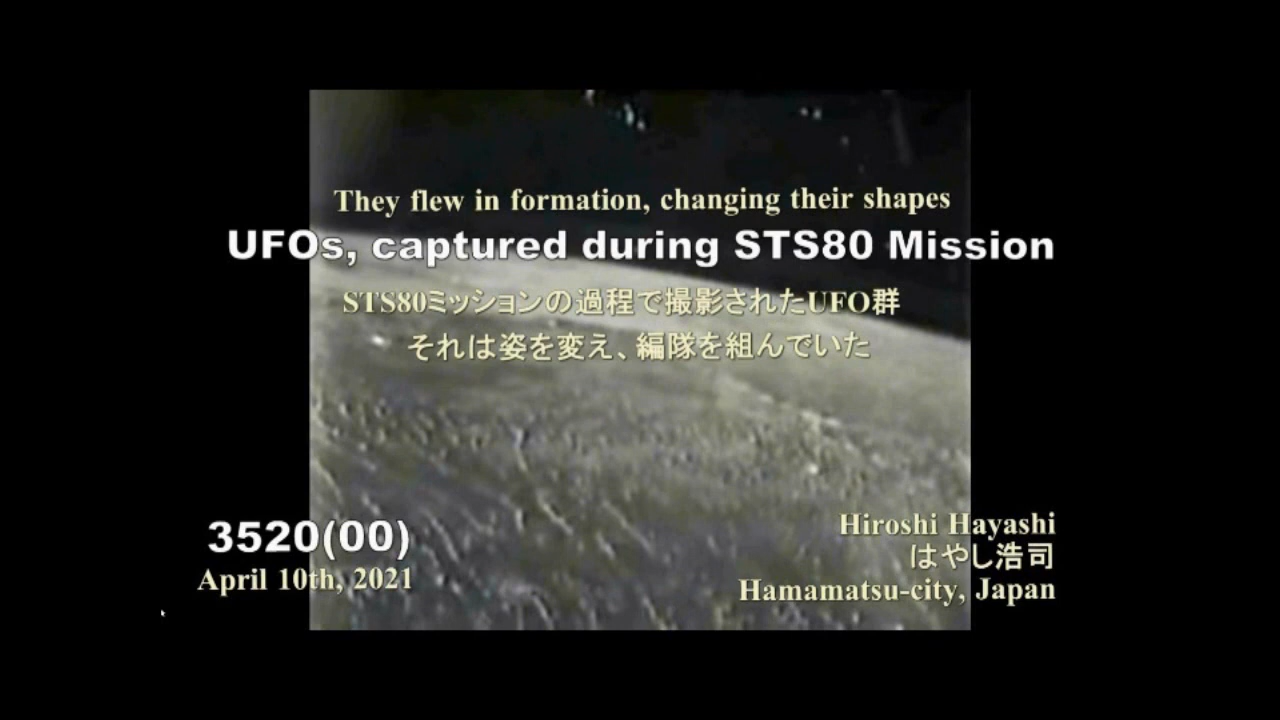 They flew in formation, changing their shapes
UFOs, captured during STS80 Mission
STS80ミッションの過程で撮影されたUFO群
それは姿を変え、編隊を組んでいた
3520(00)
April 10th, 2021
Hiroshi Hayashi
はやし浩司
Hamamatsu-city, Japan